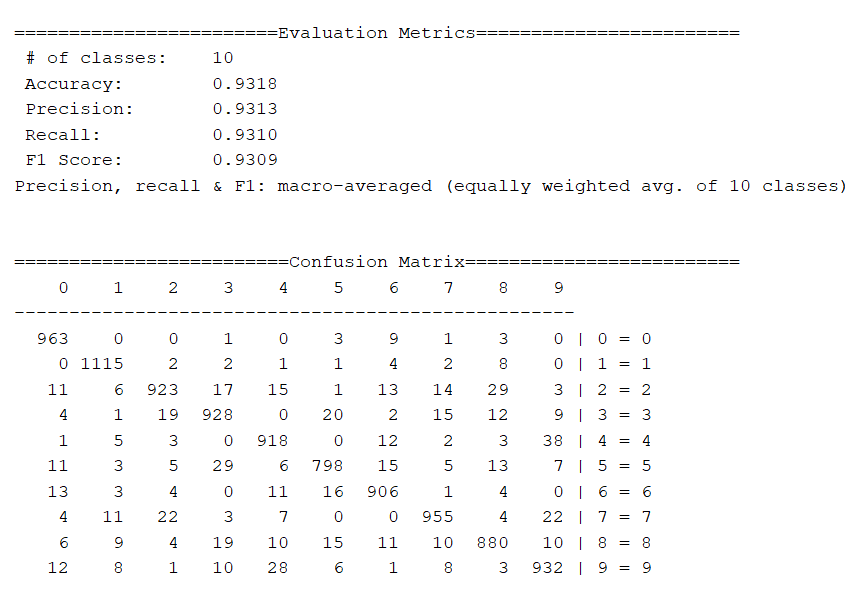 ========================Evaluation Metrics========================
# of classes: 10
Accuracy: 0.9318
Precision: 0.9313
Recall: 0.9310
F1 Score: 0.9309
Precision, recall & F1: macro-averaged (equally weighted avg. of 10 classes)
=========================Confusion Matrix=========================
0 1 2 3 4 5 6 7 8 9
---------------------------------------------------
963 0 0 1 0 3 9 1 3 0 | 0 = 0
0 1115 2 2 1 1 4 2 8 0 | 1 = 1
11 6 923 17 15 1 13 14 29 3 | 2 = 2
4 1 19 928 0 20 2 15 12 9 | 3 = 3
1 5 3 0 918 0 12 2 3 38 | 4 = 4
11 3 5 29 6 798 15 5 13 7 | 5 = 5
13 3 4 0 11 16 906 1 4 0 | 6 = 6
4 11 22 3 7 0 0 955 4 22 | 7 = 7
6 9 4 19 10 15 11 10 880 10 | 8 = 8
12 8 1 10 28 6 1 8 3 932 | 9 = 9